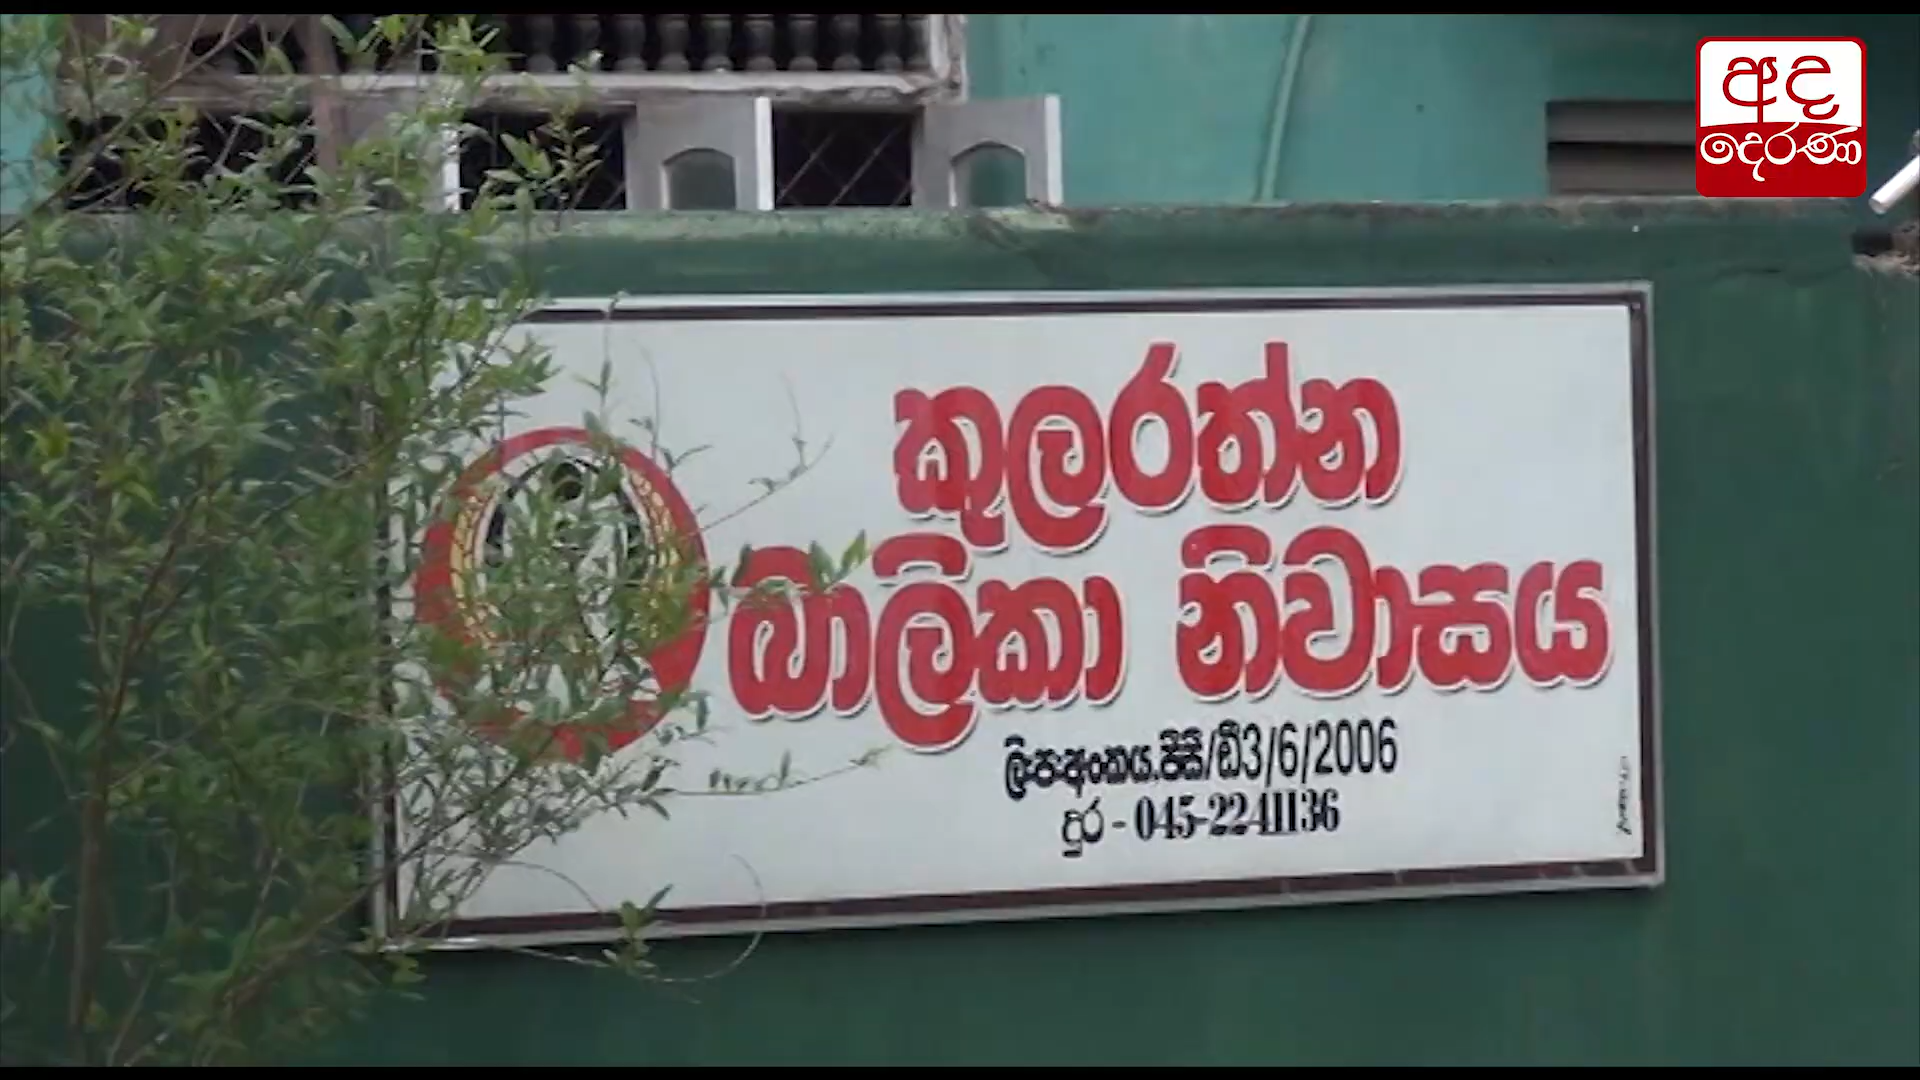 අද
දෙරණ
කුලරත්න
බාලිකා නිවාසය
ලි.ප.අංකය.පීසී/ඩී3/6/2006
දුර - 045-2241136